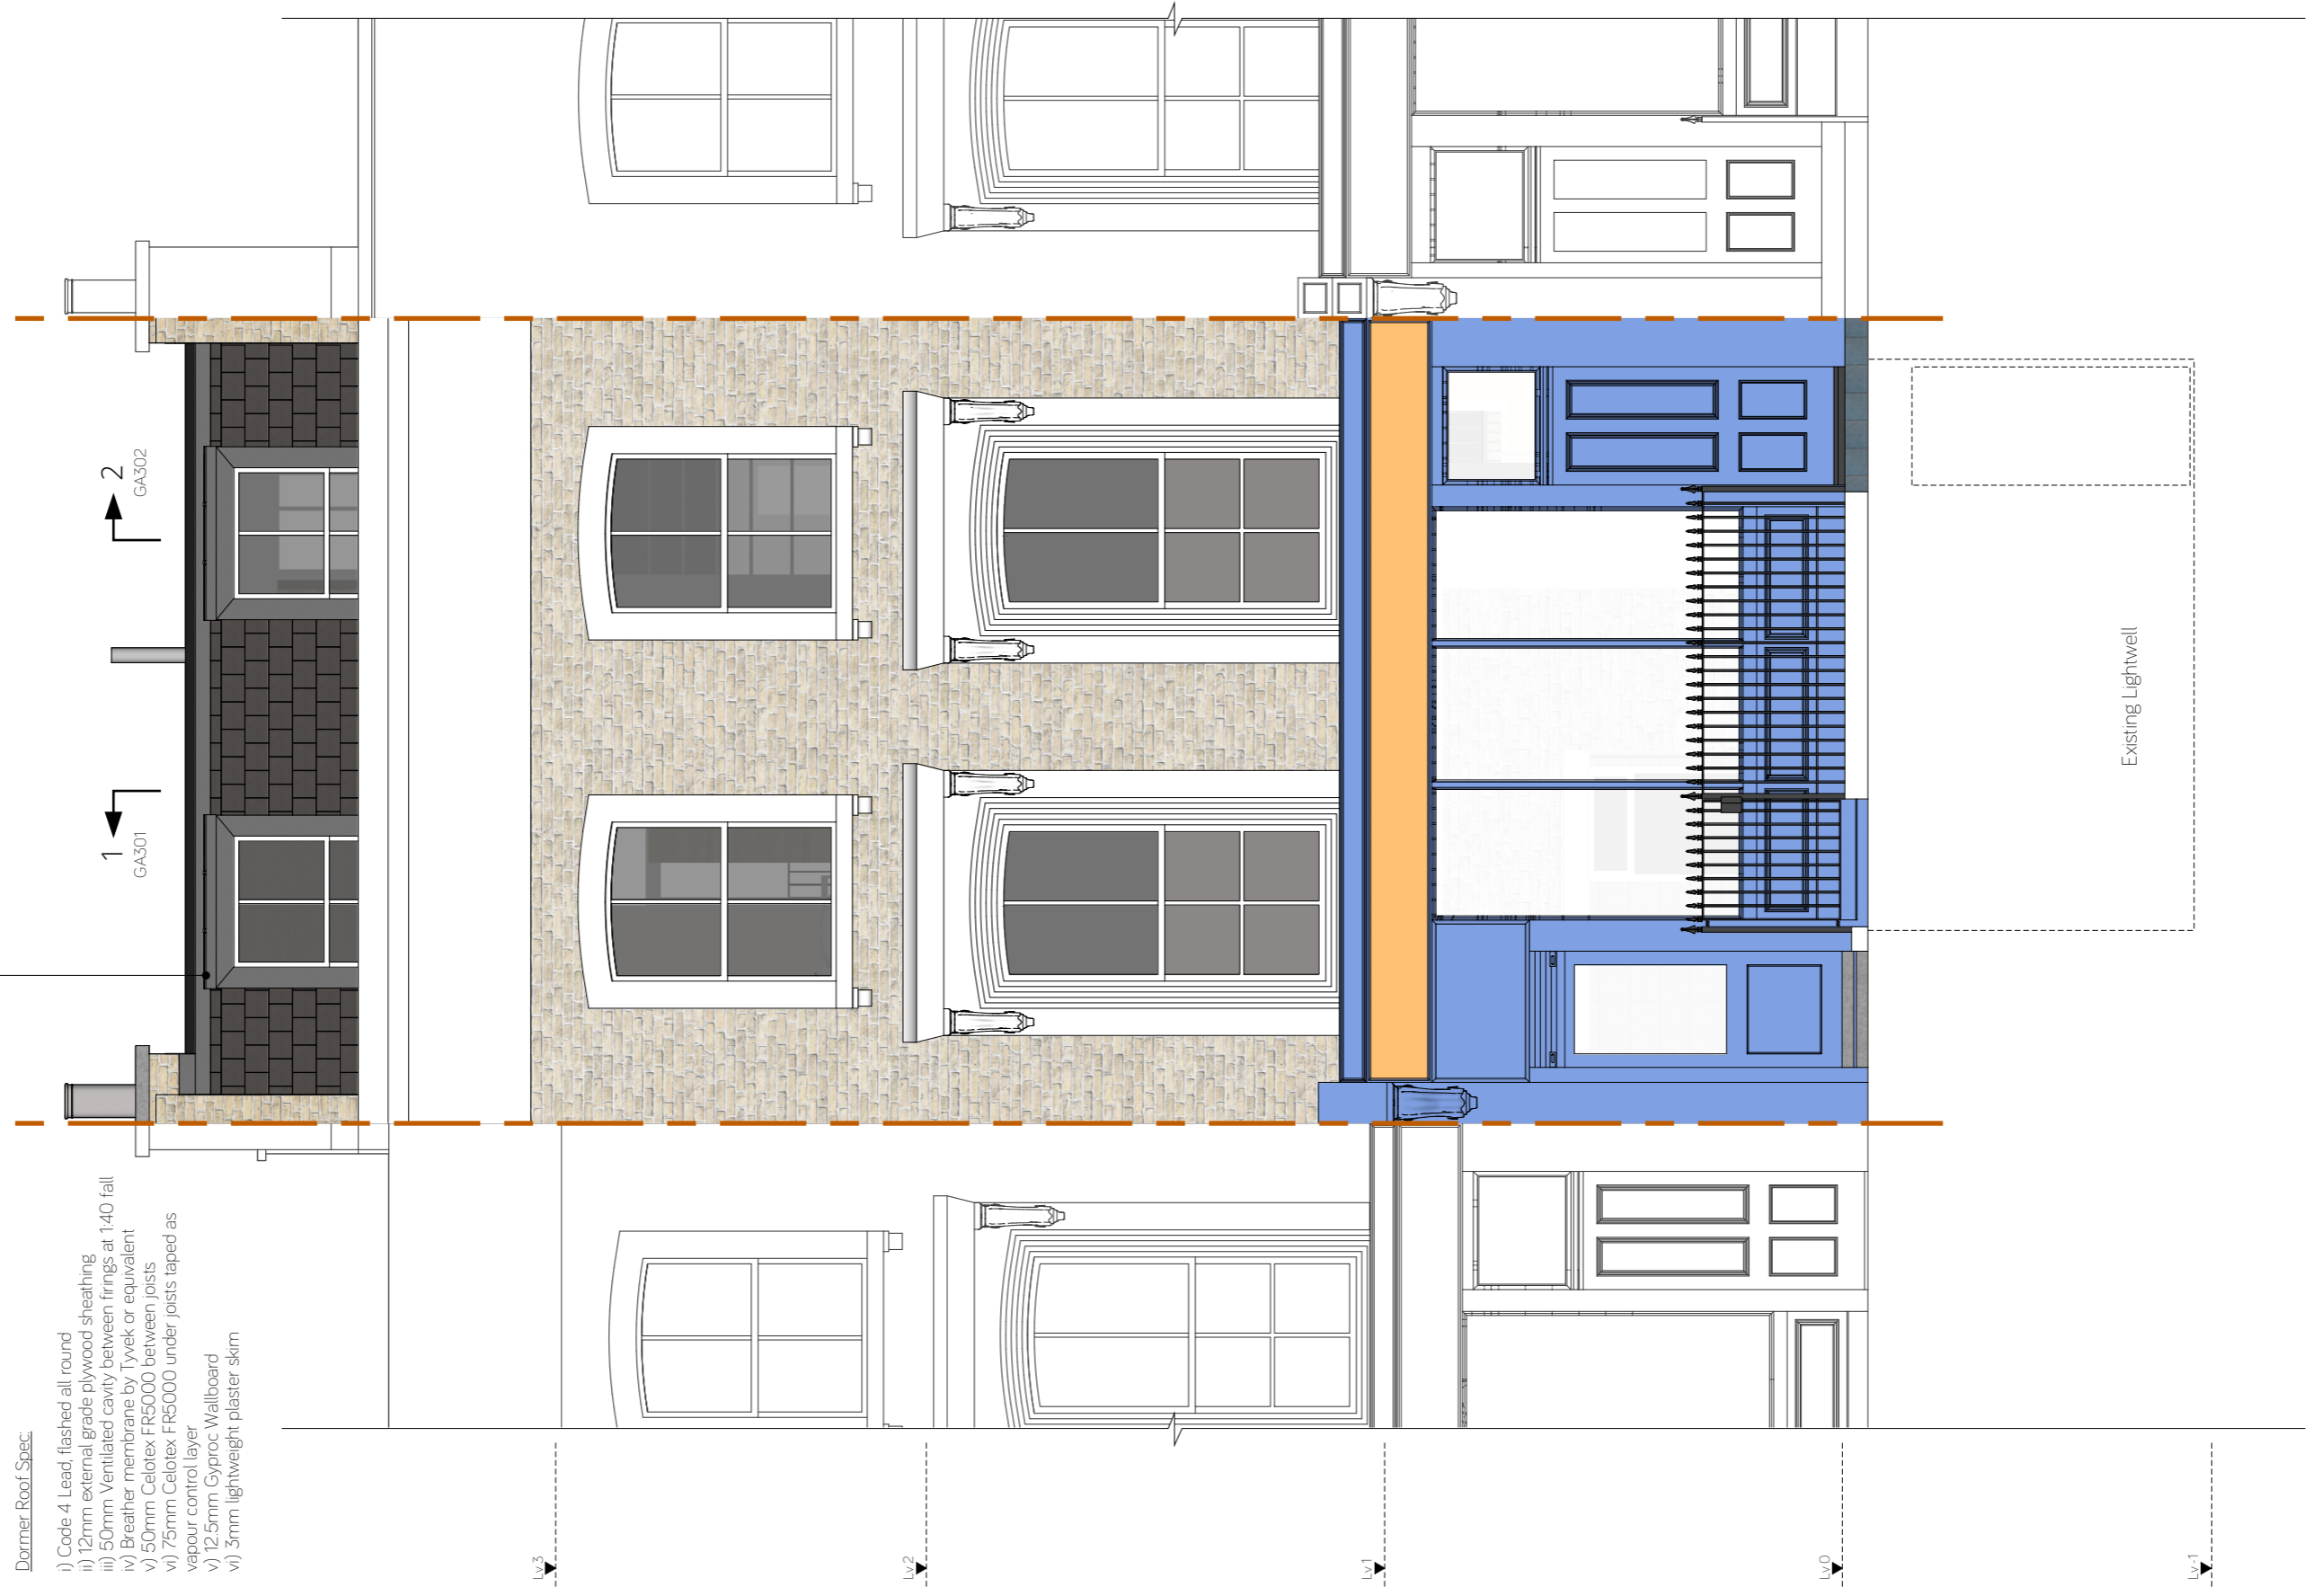 Dormer Roof Spec:
i) Code 4 Lead, flashed all round
ii) 12mm external grade plywood sheathing
iii) 50mm Ventilated cavity between firings at 1:40 fall
iv) Breather membrane by Tyvek or equivalent
v) 50mm Celotex FR5000 between joists
vi) 75mm Celotex FR5000 under joists taped as
vapour control layer
v) 12.5mm Gyproc Wallboard
vi) 3mm lightweight plaster skim
1
GA301
2
GA302
Lv3
Lv2
Lv1
Lv0
Lv-1
Existing Lightwell